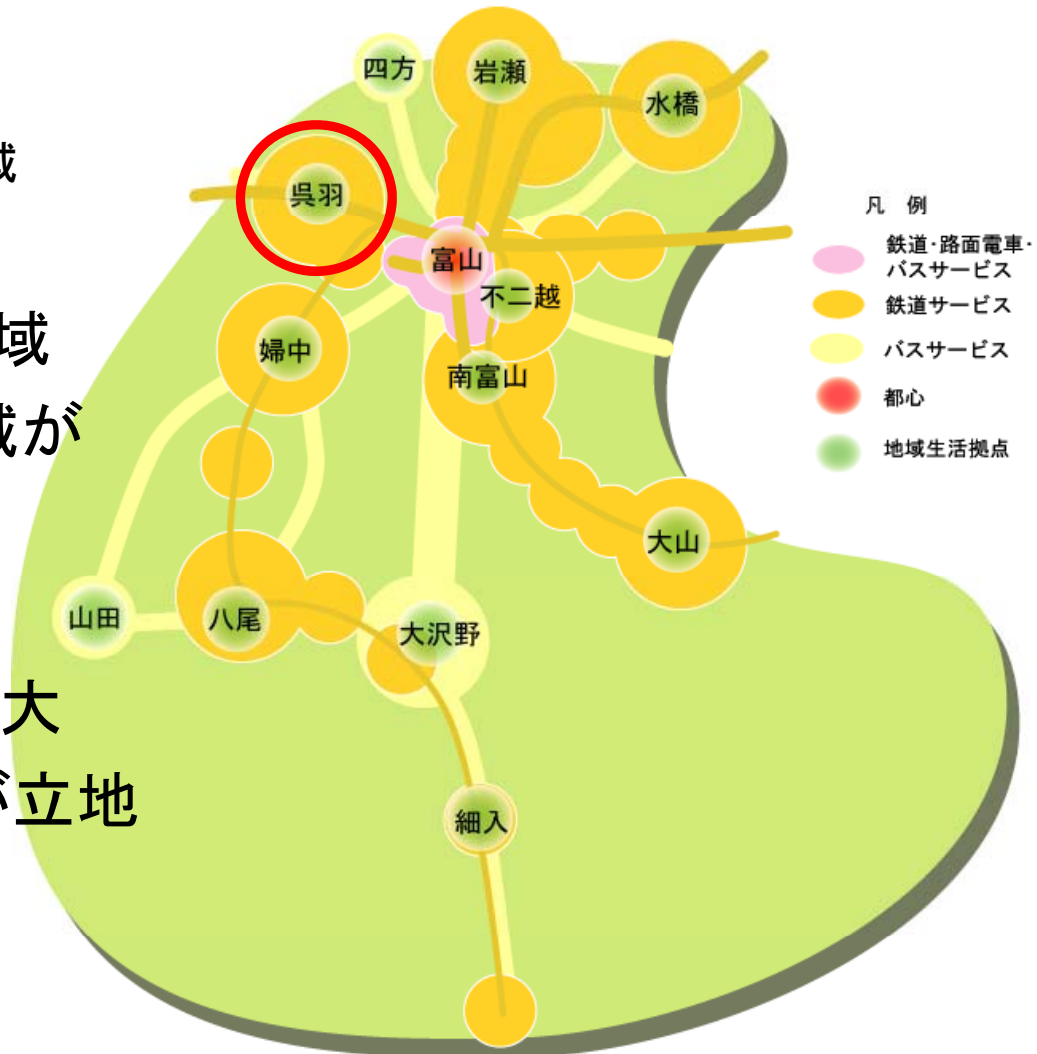 域
域
域が
大
が立地
四方
岩瀬
水橋
呉羽
富山
不二越
婦中
南富山
大山
山田
八尾
大沢野
細入
凡 例
鉄道・路面電車・
バスサービス
鉄道サービス
バスサービス
都心
地域生活拠点